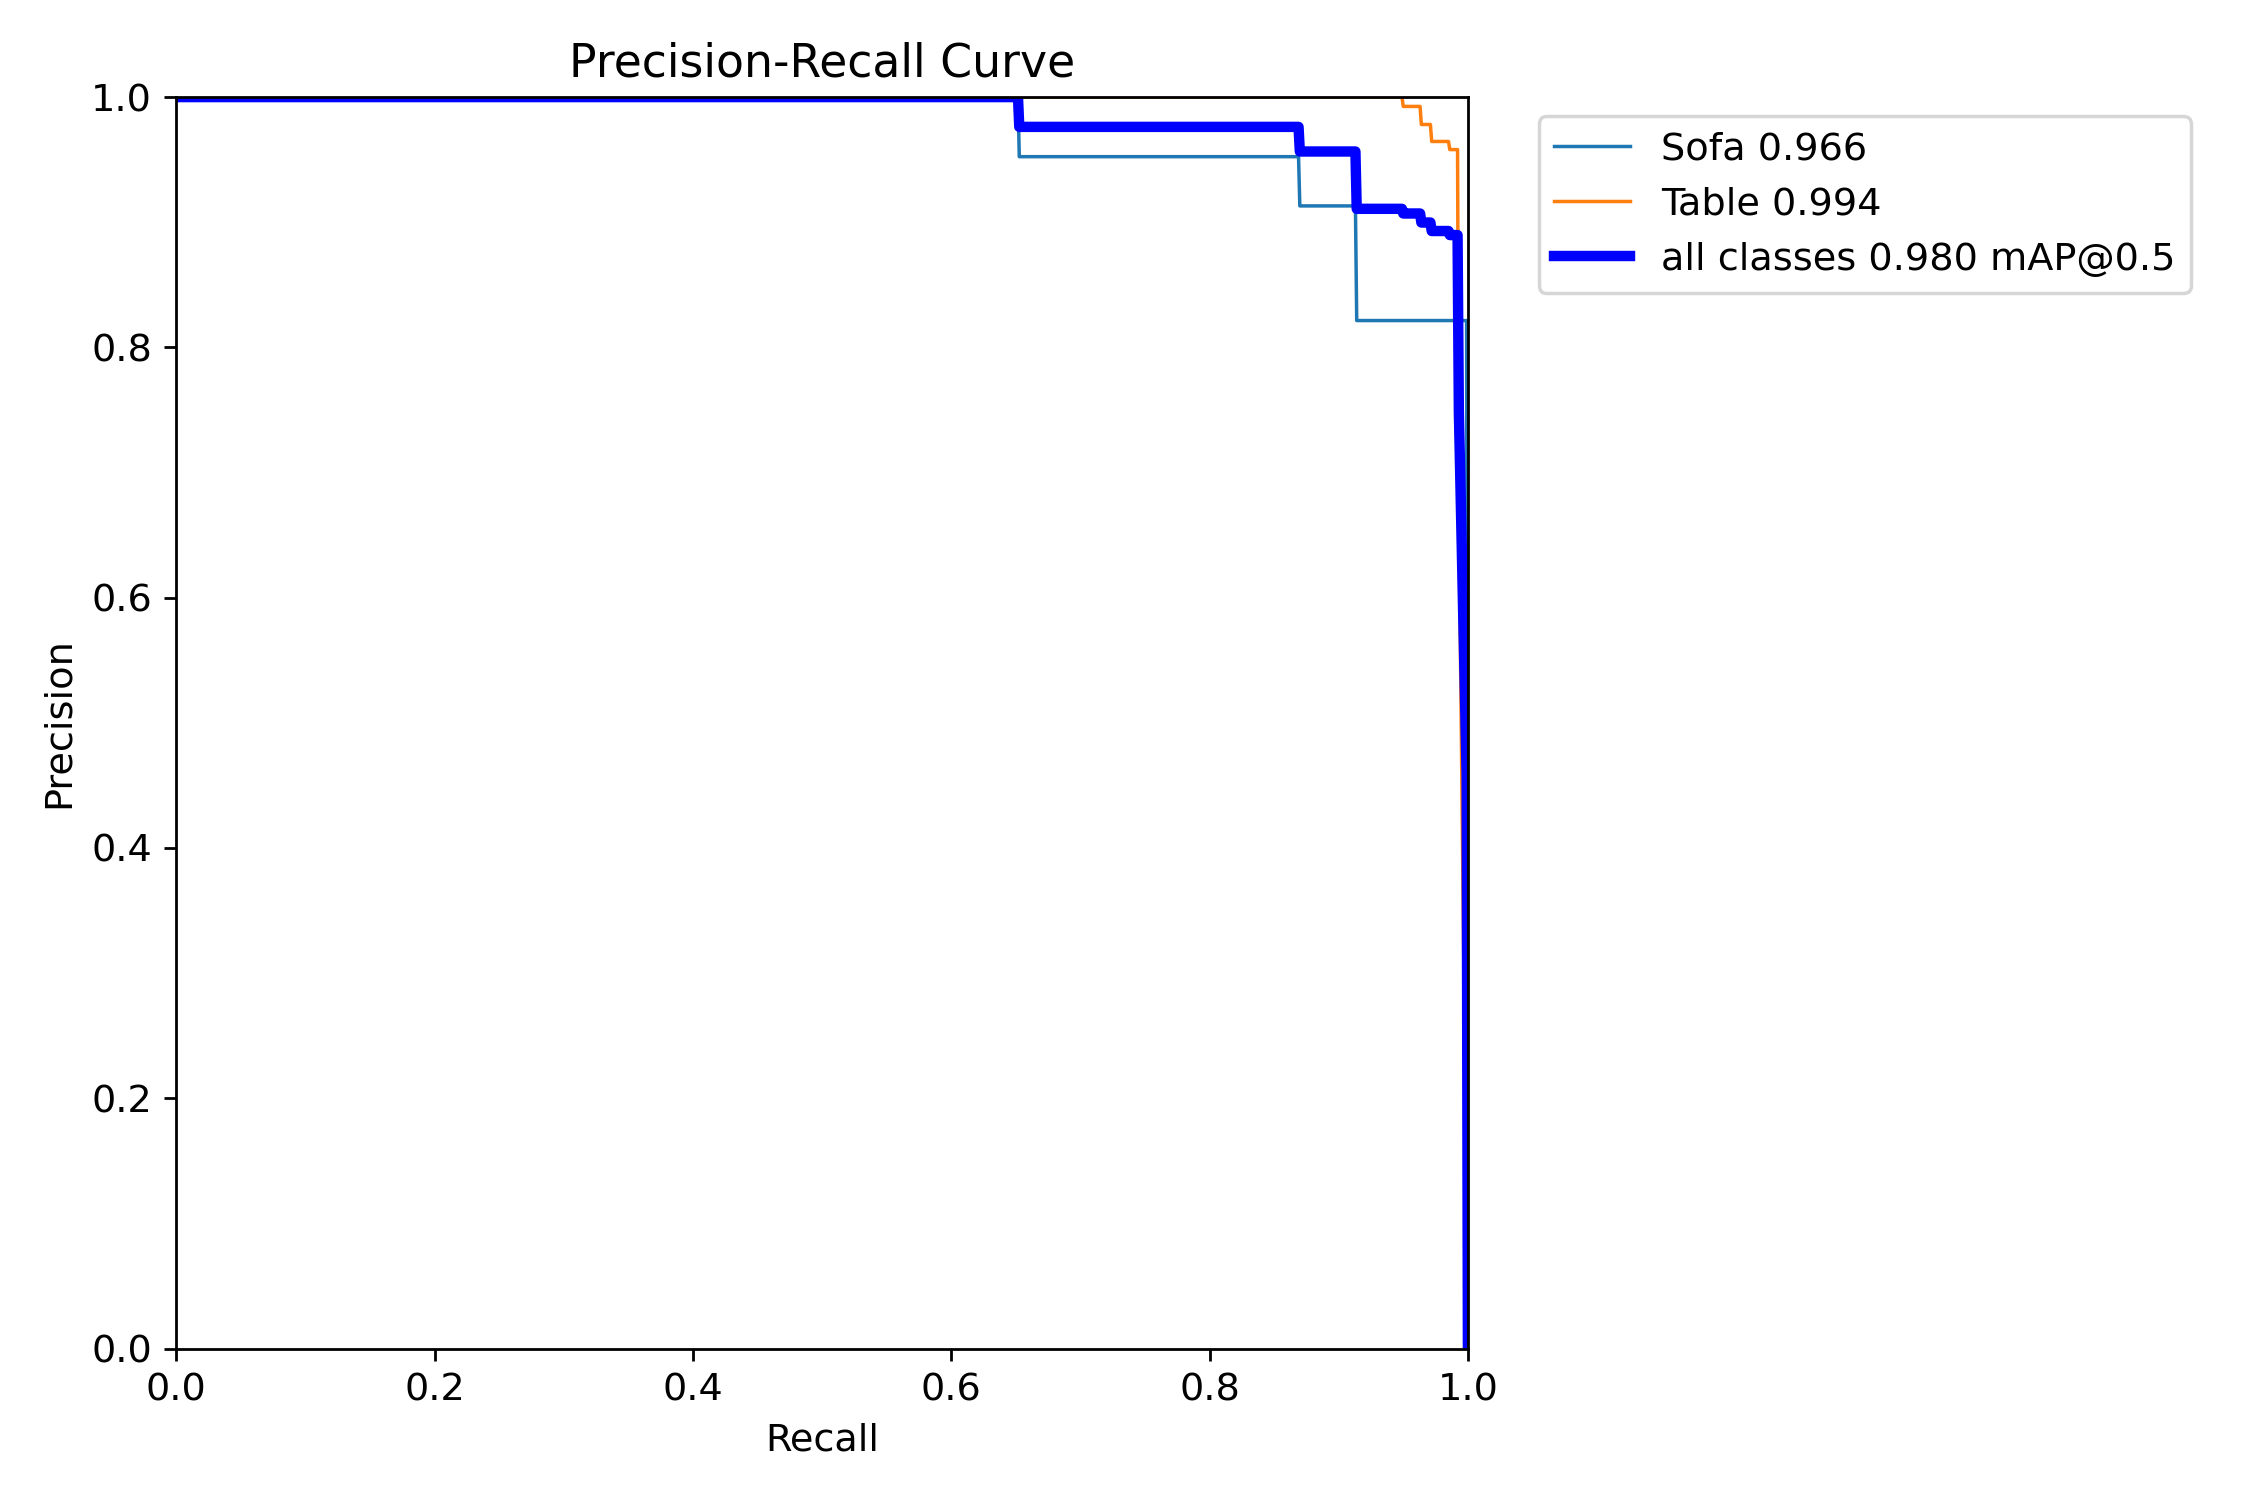 Precision-Recall Curve
1.0
0.8
0.6
0.4
0.2
0.0
Precision
0.0 0.2 0.4 0.6 0.8 1.0
Recall
Sofa 0.966
Table 0.994
all classes 0.980 mAP@0.5